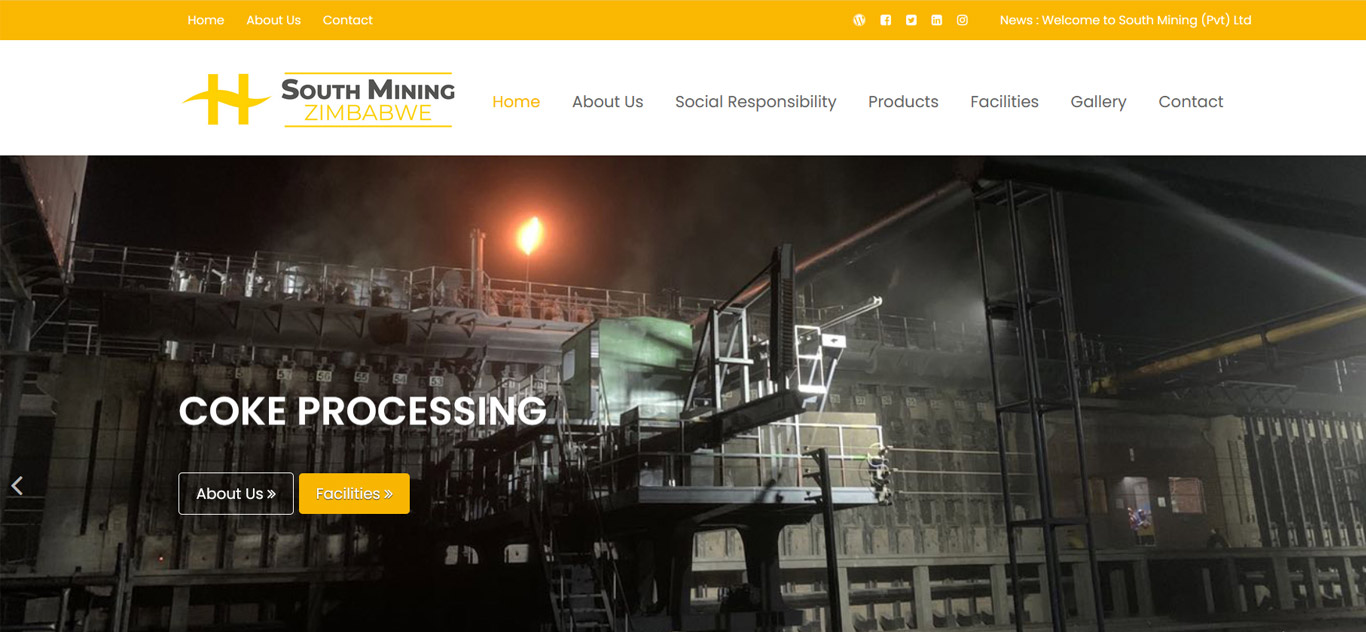 Home About Us Contact News : Welcome to South Mining (Pvt) Ltd
SOUTH MINING
ZIMBABWE
Home About Us Social Responsibility Products Facilities Gallery Contact
COKE PROCESSING
About Us » Facilities »